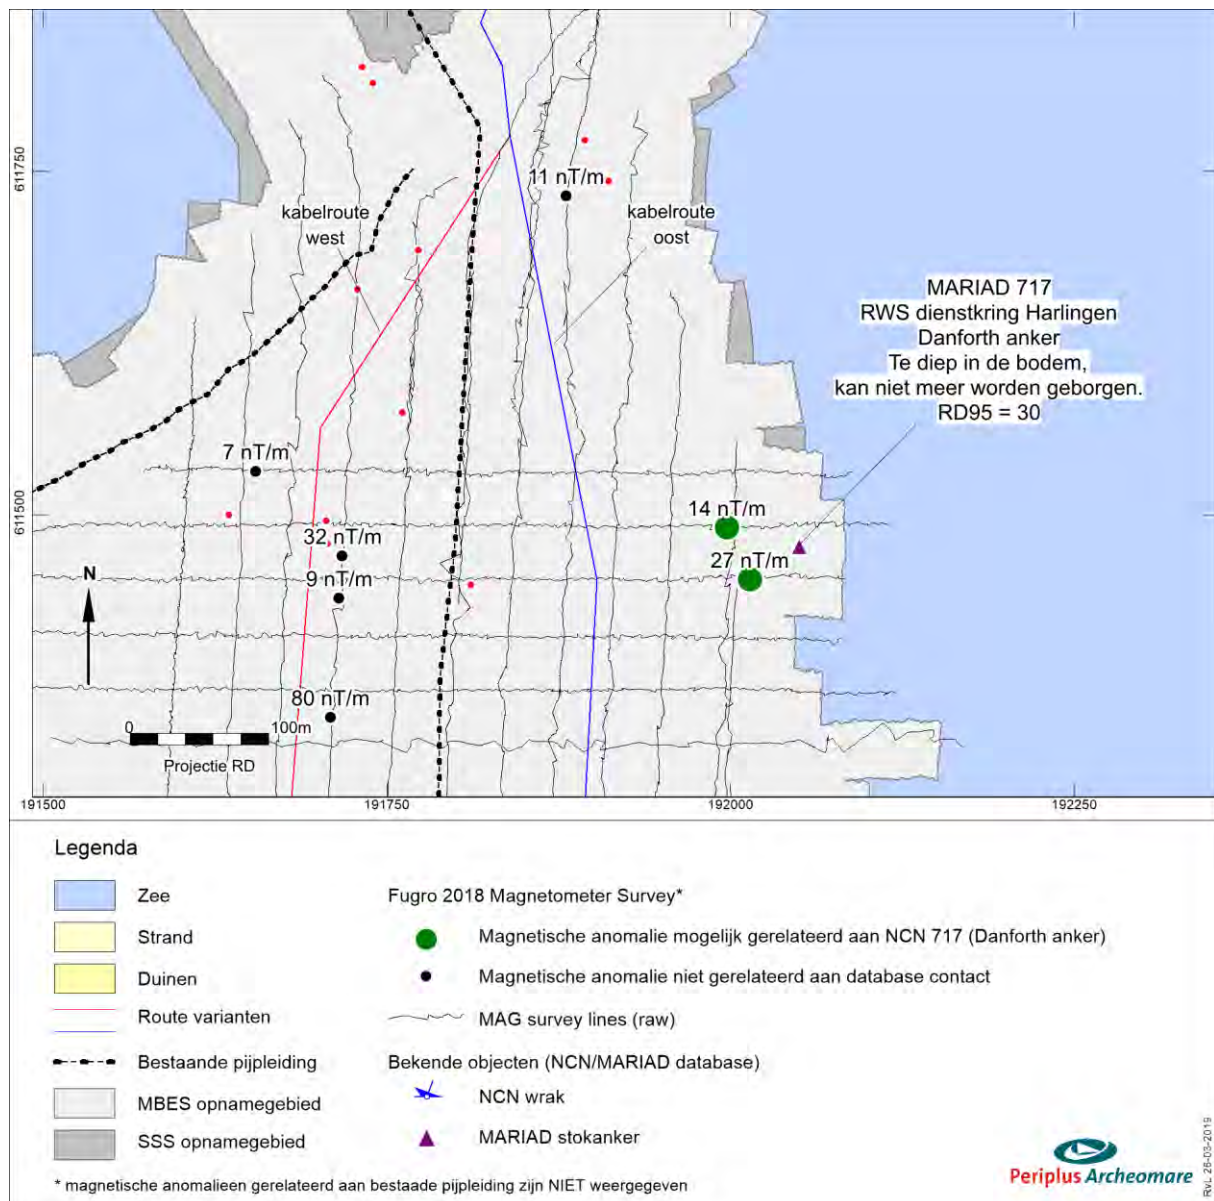 611750
611500
11 nT/m
kabelroute
west
kabelroute
oost
MARIAD 717
RWS dienstkring Harlingen
Danforth anker
Te diep in de bodem,
kan niet meer worden geborgen.
RD95 = 30
7 nT/m
14 nT/m
32 nT/m
27 nT/m
9 nT/m
N
80 nT/m
0
100m
Projectie RD
191500
191750
192000
192250
Legenda
Zee
Strand
Duinen
Route varianten
Bestaande pijpleiding
MBES opnamegebied
SSS opnamegebied
Fugro 2018 Magnetometer Survey*
Magnetische anomalie mogelijk gerelateerd aan NCN 717 (Danforth anker)
Magnetische anomalie niet gerelateerd aan database contact
MAG survey lines (raw)
Bekende objecten (NCN/MARIAD database)
NCN wrak
MARIAD stokanker
* magnetische anomalieen gerelateerd aan bestaade pijpleiding zijn NIET weergegeven
Periplus Archeomare
RvL 26-03-2019